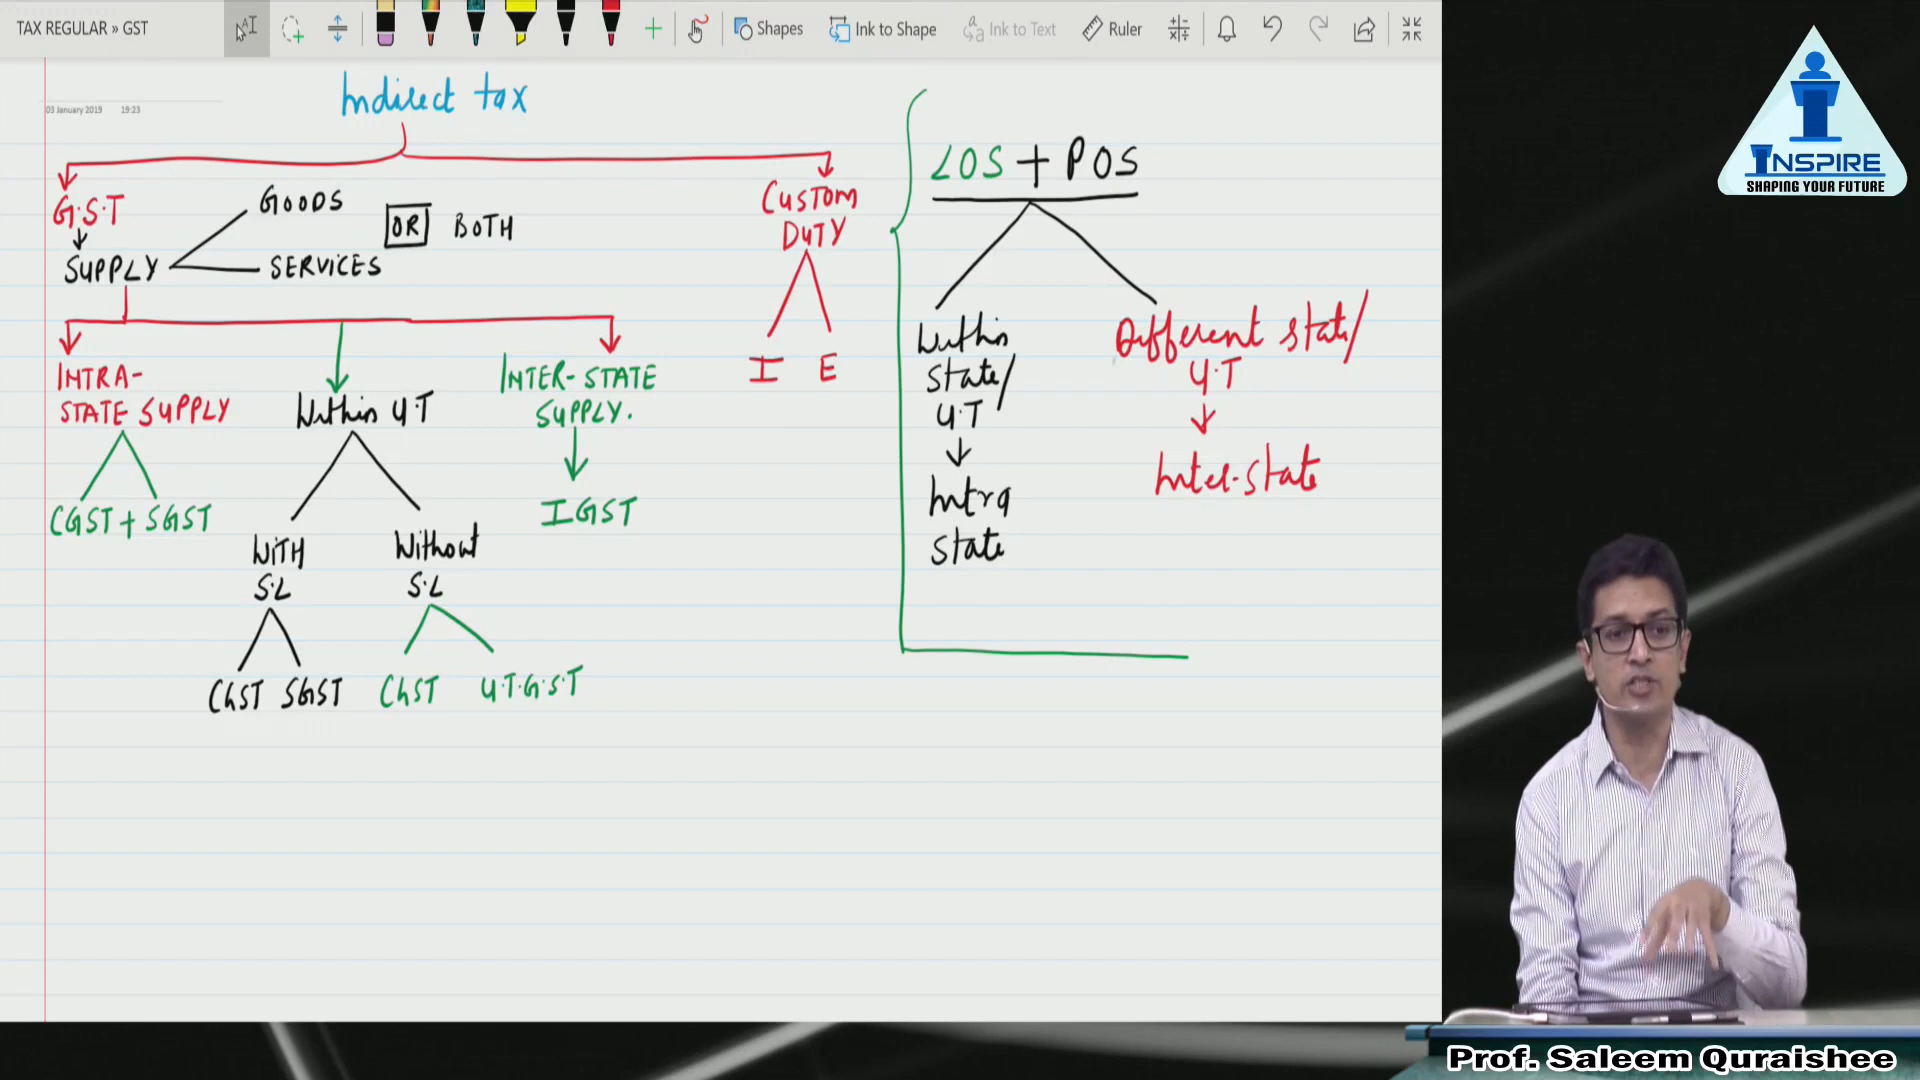 TAX REGULAR » GST
Shapes
Ink to Shape
Ink to Text
Ruler
03 January 2019 19:23
Indirect tax
G.S.T
SUPPLY
GOODS
SERVICES
OR BOTH
CUSTOM
DUTY
I E
INTRA-
STATE SUPPLY
CGST + SGST
Within U.T
WITH
S.L
CGST SGST
Without
S.L
CGST U.T.G.S.T
INTER-STATE
SUPPLY.
IGST
LOS + POS
Within
state/
U.T
Intra
state
Different state/
U.T
Inter-state
INSPIRE
SHAPING YOUR FUTURE
Prof. Saleem Quraishee